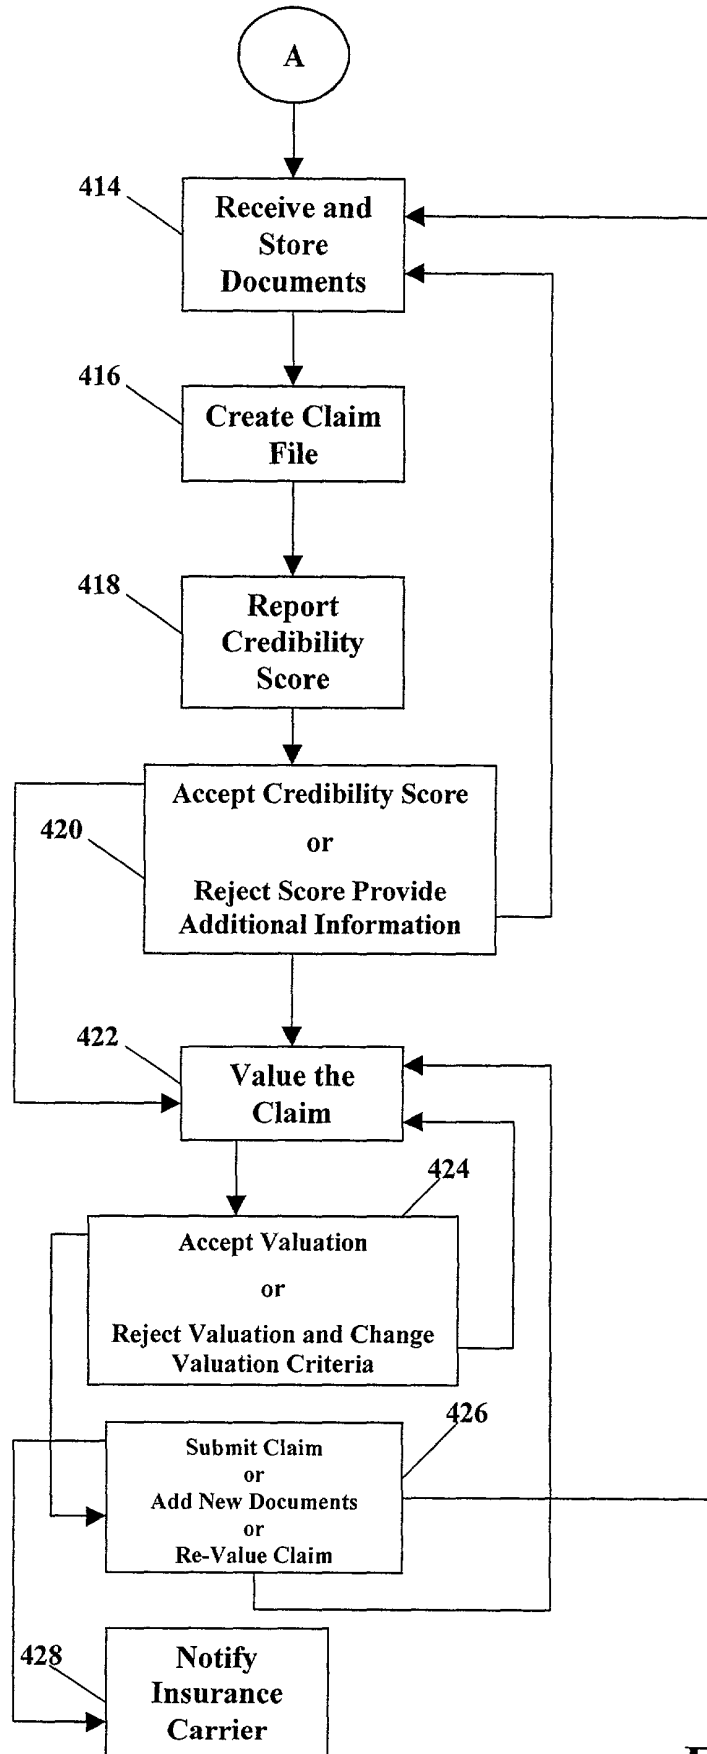 A
414
Receive and
Store
Documents
416
Create Claim
File
418
Report
Credibility
Score
420
Accept Credibility Score
or
Reject Score Provide
Additional Information
422
Value the
Claim
424
Accept Valuation
or
Reject Valuation and Change
Valuation Criteria
426
Submit Claim
or
Add New Documents
or
Re-Value Claim
428
Notify
Insurance
Carrier